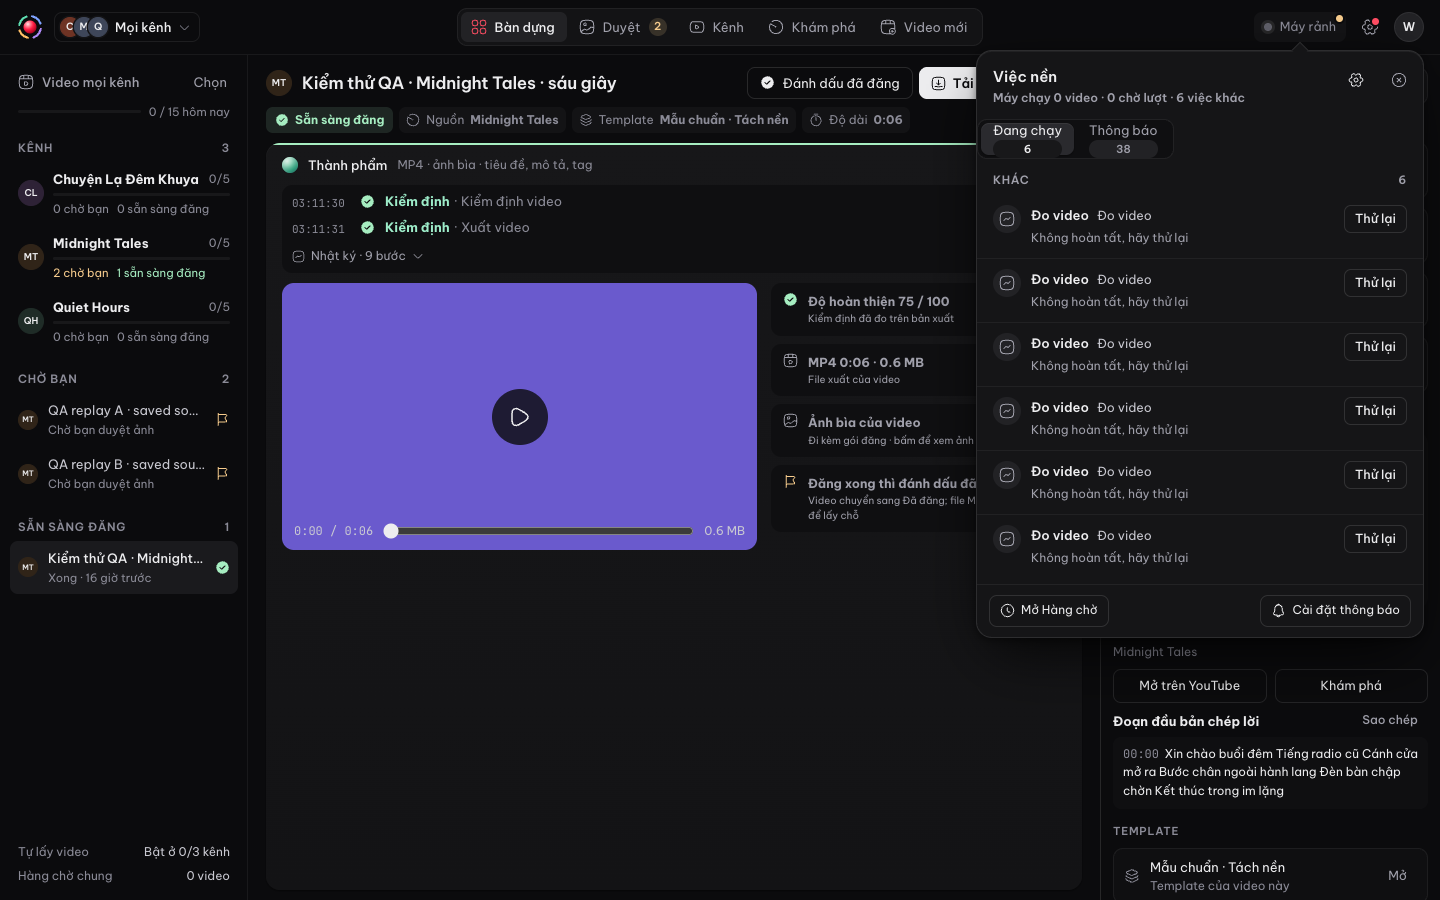 C M Q Mọi kênh
Bàn dựng
Duyệt 2
Kênh
Khám phá
Video mới
Máy rảnh
W
Video mọi kênh
Chọn
0 / 15 hôm nay
KÊNH 3
CL Chuyện Lạ Đêm Khuya 0/5
0 chờ bạn 0 sẵn sàng đăng
MT Midnight Tales 0/5
2 chờ bạn 1 sẵn sàng đăng
QH Quiet Hours 0/5
0 chờ bạn 0 sẵn sàng đăng
CHỜ BẠN 2
MT QA replay A · saved so...
Chờ bạn duyệt ảnh
MT QA replay B · saved sou...
Chờ bạn duyệt ảnh
SẴN SÀNG ĐĂNG 1
MT Kiểm thử QA · Midnight...
Xong · 16 giờ trước
Tự lấy video Bật ở 0/3 kênh
Hàng chờ chung 0 video
MT Kiểm thử QA · Midnight Tales · sáu giây
Đánh dấu đã đăng
Tải
Sẵn sàng đăng
Nguồn Midnight Tales
Template Mẫu chuẩn · Tách nền
Độ dài 0:06
Thành phẩm MP4 · ảnh bìa · tiêu đề, mô tả, tag
03:11:30 Kiểm định · Kiểm định video
03:11:31 Kiểm định · Xuất video
Nhật ký · 9 bước
0:00 / 0:06
0.6 MB
Độ hoàn thiện 75 / 100
Kiểm định đã đo trên bản xuất
MP4 0:06 · 0.6 MB
File xuất của video
Ảnh bìa của video
Đi kèm gói đăng · bấm để xem ảnh
Đăng xong thì đánh dấu đã
Video chuyển sang Đã đăng; file M
để lấy chỗ
Việc nền
Máy chạy 0 video · 0 chờ lượt · 6 việc khác
Đang chạy 6
Thông báo 38
KHÁC 6
Đo video Đo video
Không hoàn tất, hãy thử lại
Thử lại
Đo video Đo video
Không hoàn tất, hãy thử lại
Thử lại
Đo video Đo video
Không hoàn tất, hãy thử lại
Thử lại
Đo video Đo video
Không hoàn tất, hãy thử lại
Thử lại
Đo video Đo video
Không hoàn tất, hãy thử lại
Thử lại
Đo video Đo video
Không hoàn tất, hãy thử lại
Thử lại
Mở Hàng chờ
Cài đặt thông báo
Midnight Tales
Mở trên YouTube
Khám phá
Đoạn đầu bản chép lời Sao chép
00:00 Xin chào buổi đêm Tiếng radio cũ Cánh cửa
mở ra Bước chân ngoài hành lang Đèn bàn chập
chờn Kết thúc trong im lặng
TEMPLATE
Mẫu chuẩn · Tách nền
Template của video này
Mở